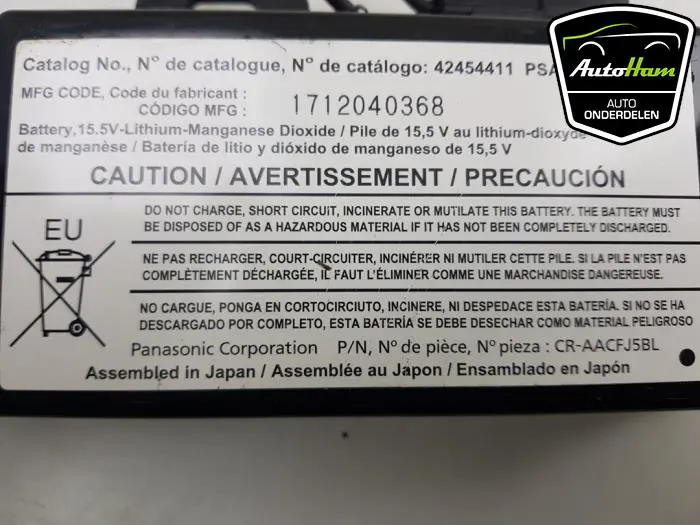 Catalog No., N° de catalogue, N° de catálogo: 42454411 PSA
MFG CODE, Code du fabricant :
CÓDIGO MFG : 1712040368
Battery,15.5V-Lithium-Manganese Dioxide / Pile de 15,5 V au lithium-dioxyde
de manganèse / Batería de litio y dióxido de manganeso de 15,5 V
CAUTION / AVERTISSEMENT / PRECAUCIÓN
EU
DO NOT CHARGE, SHORT CIRCUIT, INCINERATE OR MUTILATE THIS BATTERY. THE BATTERY MUST
BE DISPOSED OF AS A HAZARDOUS MATERIAL IF IT HAS NOT BEEN COMPLETELY DISCHARGED.
NE PAS RECHARGER, COURT-CIRCUITER, INCINÉRER NI MUTILER CETTE PILE. SI LA PILE N'EST PAS
COMPLÈTEMENT DÉCHARGÉE, IL FAUT L'ÉLIMINER COMME UNE MARCHANDISE DANGEREUSE.
NO CARGUE, PONGA EN CORTOCIRCIUTO, INCINERE, NI DESPEDACE ESTA BATERÍA. SI NO SE HA
DESCARGADO POR COMPLETO, ESTA BATERÍA SE DEBE DESECHAR COMO MATERIAL PELIGROSO
Panasonic Corporation P/N, N° de pièce, N° pieza : CR-AACFJ5BL
Assembled in Japan / Assemblée au Japon / Ensamblado en Japón
AutoHam
AUTO
ONDERDELEN